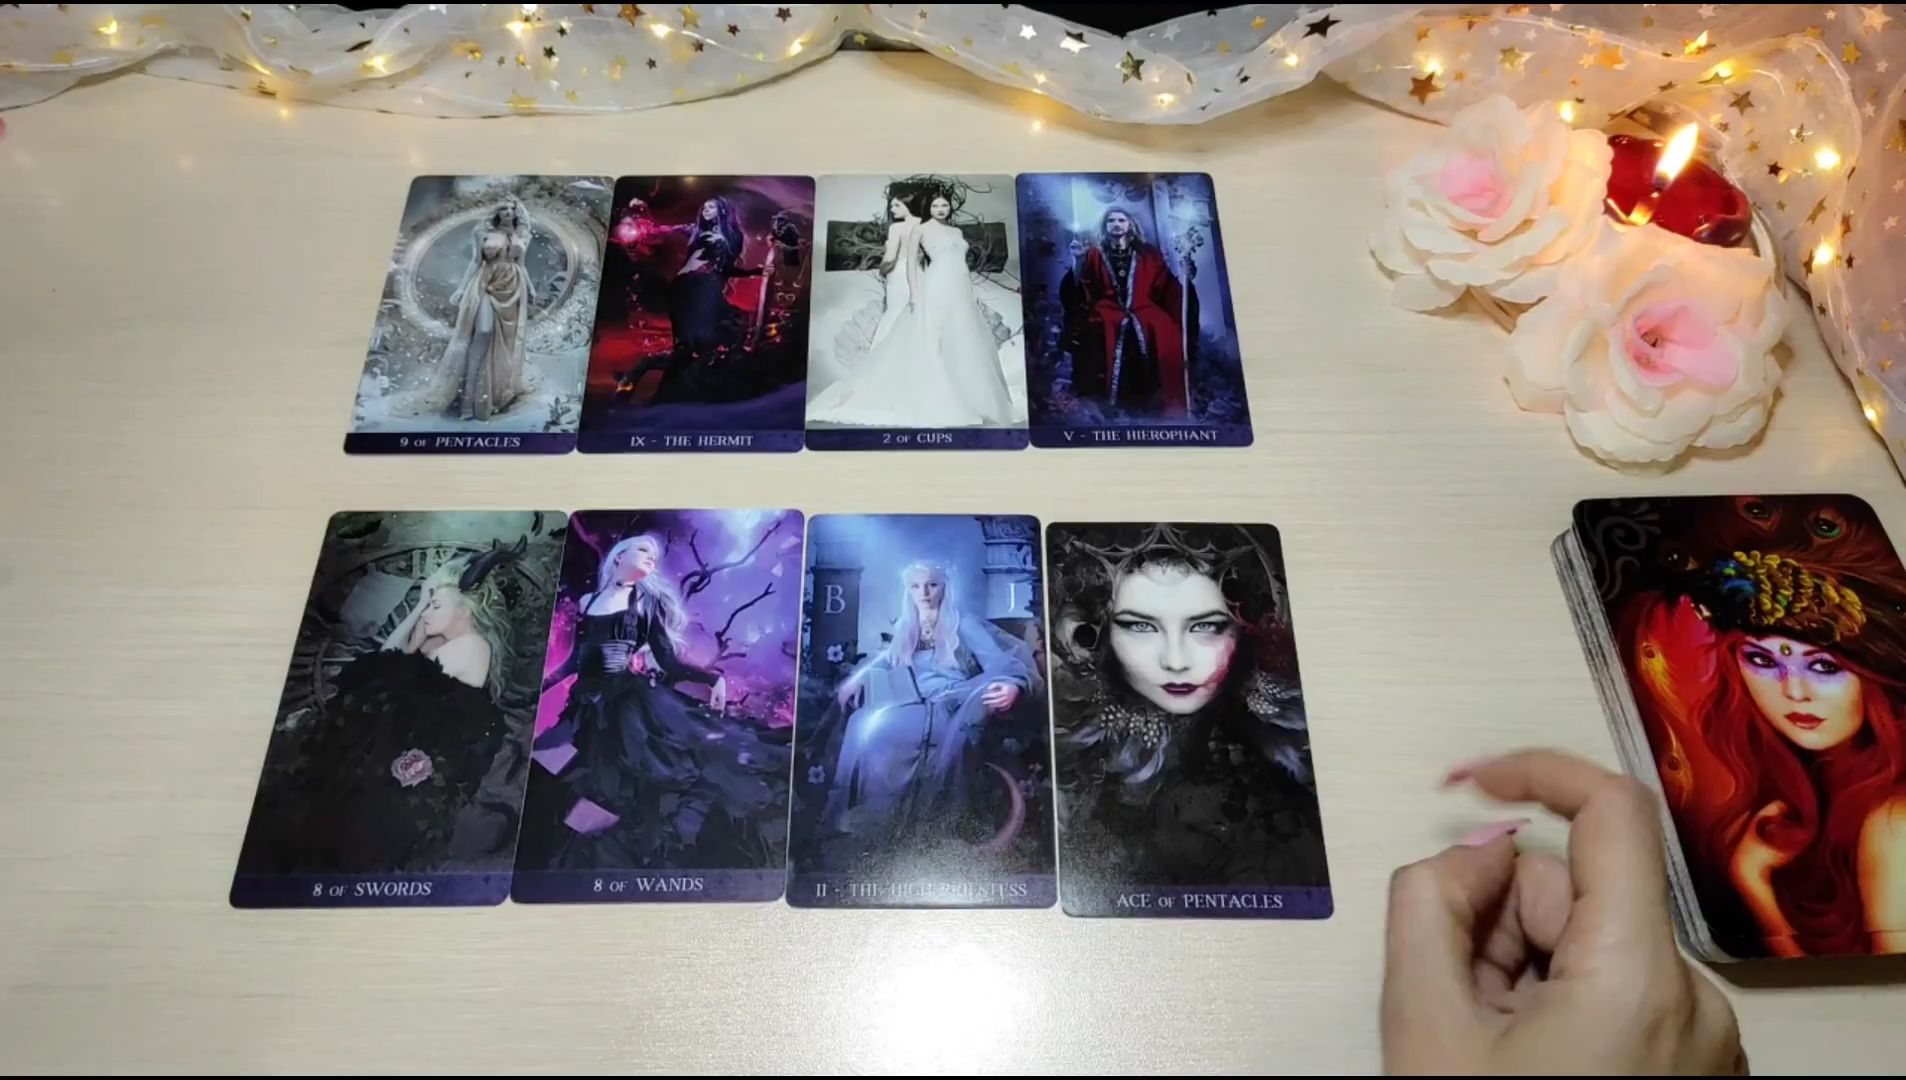 9 OF PENTACLES
IX - THE HERMIT
2 OF CUPS
V - THE HIEROPHANT
B J
8 OF SWORDS
8 OF WANDS
II - THE HIGH PRIESTESS
ACE OF PENTACLES